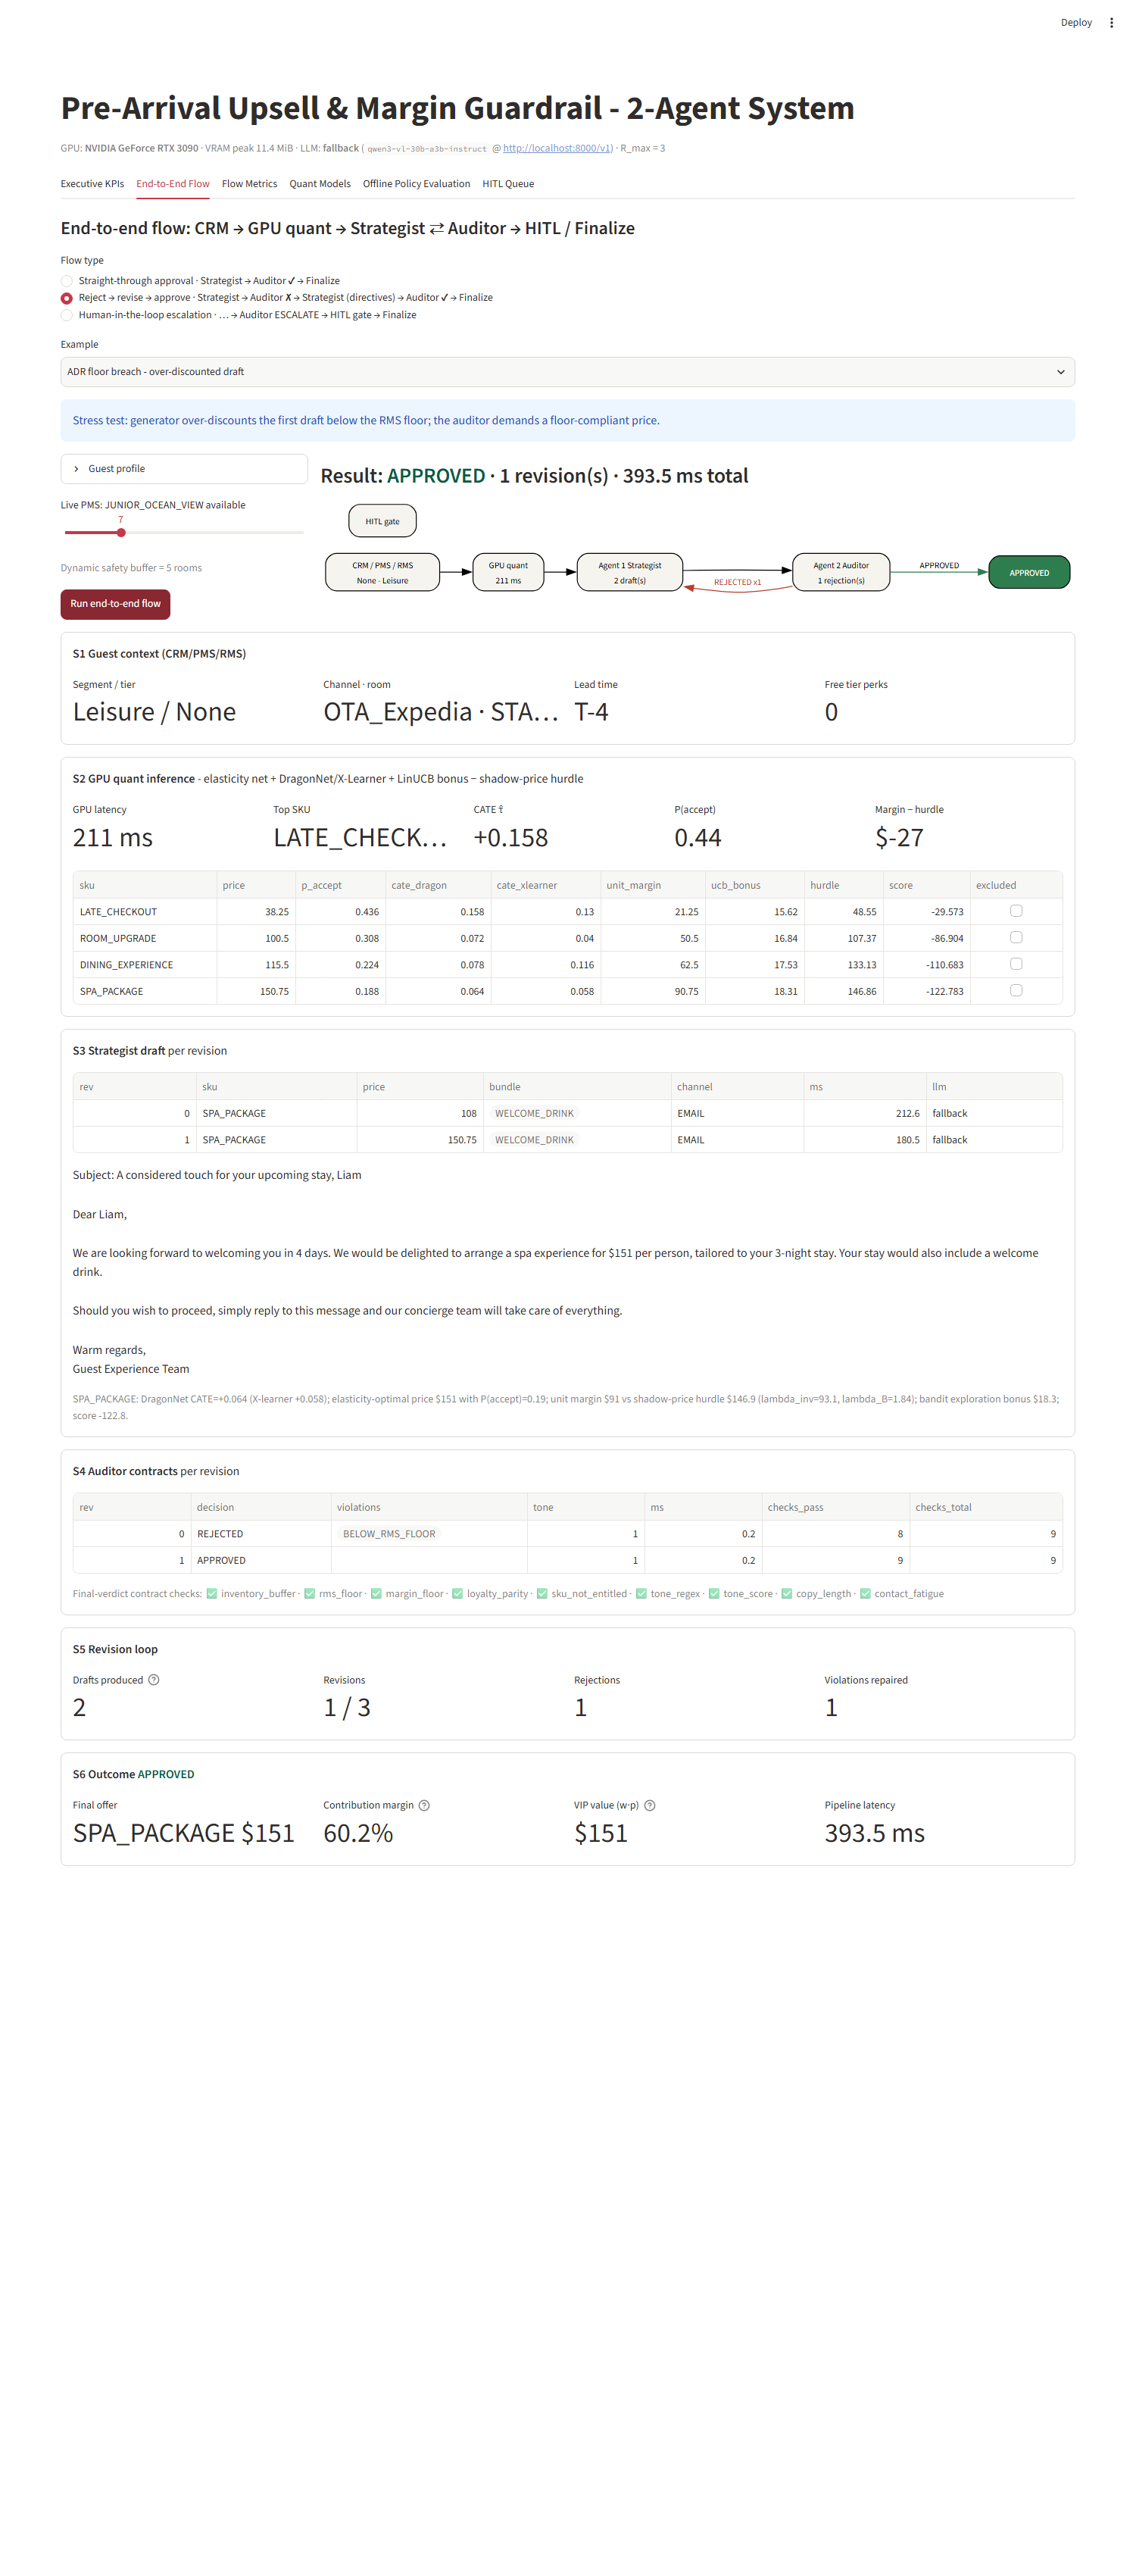 Deploy
Pre-Arrival Upsell & Margin Guardrail - 2-Agent System
GPU: NVIDIA GeForce RTX 3090 · VRAM peak 11.4 MiB · LLM: fallback ( qwen3-vl-30b-a3b-instruct @ http://localhost:8000/v1) · R_max = 3
Executive KPIs End-to-End Flow Flow Metrics Quant Models Offline Policy Evaluation HITL Queue
End-to-end flow: CRM → GPU quant → Strategist ⇄ Auditor → HITL / Finalize
Flow type
Straight-through approval · Strategist → Auditor ✓ → Finalize
Reject → revise → approve · Strategist → Auditor ✗ → Strategist (directives) → Auditor ✓ → Finalize
Human-in-the-loop escalation · … → Auditor ESCALATE → HITL gate → Finalize
Example
ADR floor breach - over-discounted draft
Stress test: generator over-discounts the first draft below the RMS floor; the auditor demands a floor-compliant price.
Guest profile
Live PMS: JUNIOR_OCEAN_VIEW available
7
Dynamic safety buffer = 5 rooms
Run end-to-end flow
Result: APPROVED · 1 revision(s) · 393.5 ms total
HITL gate
CRM / PMS / RMS
None · Leisure
GPU quant
211 ms
Agent 1 Strategist
2 draft(s)
REJECTED x1
Agent 2 Auditor
1 rejection(s)
APPROVED
APPROVED
S1 Guest context (CRM/PMS/RMS)
Segment / tier Channel · room Lead time Free tier perks
Leisure / None OTA_Expedia · STA… T-4 0
S2 GPU quant inference - elasticity net + DragonNet/X-Learner + LinUCB bonus − shadow-price hurdle
GPU latency Top SKU CATE τ̂ P(accept) Margin − hurdle
211 ms LATE_CHECK… +0.158 0.44 $-27
sku price p_accept cate_dragon cate_xlearner unit_margin ucb_bonus hurdle score excluded
LATE_CHECKOUT 38.25 0.436 0.158 0.13 21.25 15.62 48.55 -29.573
ROOM_UPGRADE 100.5 0.308 0.072 0.04 50.5 16.84 107.37 -86.904
DINING_EXPERIENCE 115.5 0.224 0.078 0.116 62.5 17.53 133.13 -110.683
SPA_PACKAGE 150.75 0.188 0.064 0.058 90.75 18.31 146.86 -122.783
S3 Strategist draft per revision
rev sku price bundle channel ms llm
0 SPA_PACKAGE 108 WELCOME_DRINK EMAIL 212.6 fallback
1 SPA_PACKAGE 150.75 WELCOME_DRINK EMAIL 180.5 fallback
Subject: A considered touch for your upcoming stay, Liam
Dear Liam,
We are looking forward to welcoming you in 4 days. We would be delighted to arrange a spa experience for $151 per person, tailored to your 3-night stay. Your stay would also include a welcome
drink.
Should you wish to proceed, simply reply to this message and our concierge team will take care of everything.
Warm regards,
Guest Experience Team
SPA_PACKAGE: DragonNet CATE=+0.064 (X-learner +0.058); elasticity-optimal price $151 with P(accept)=0.19; unit margin $91 vs shadow-price hurdle $146.9 (lambda_inv=93.1, lambda_B=1.84); bandit exploration bonus $18.3;
score -122.8.
S4 Auditor contracts per revision
rev decision violations tone ms checks_pass checks_total
0 REJECTED BELOW_RMS_FLOOR 1 0.2 8 9
1 APPROVED 1 0.2 9 9
Final-verdict contract checks: ✅ inventory_buffer · ✅ rms_floor · ✅ margin_floor · ✅ loyalty_parity · ✅ sku_not_entitled · ✅ tone_regex · ✅ tone_score · ✅ copy_length · ✅ contact_fatigue
S5 Revision loop
Drafts produced Revisions Rejections Violations repaired
2 1 / 3 1 1
S6 Outcome APPROVED
Final offer Contribution margin VIP value (w·p) Pipeline latency
SPA_PACKAGE $151 60.2% $151 393.5 ms